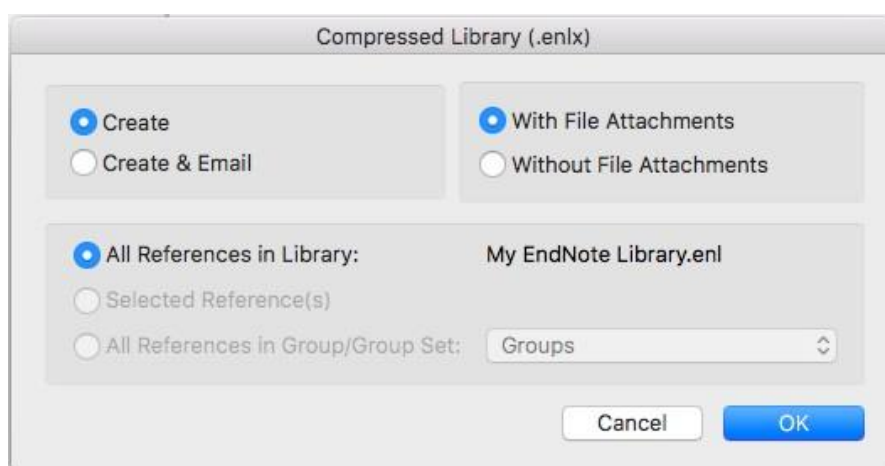 Compressed Library (.enlx)
Create
Create & Email
With File Attachments
Without File Attachments
All References in Library: My EndNote Library.enl
Selected Reference(s)
All References in Group/Group Set: Groups
Cancel OK